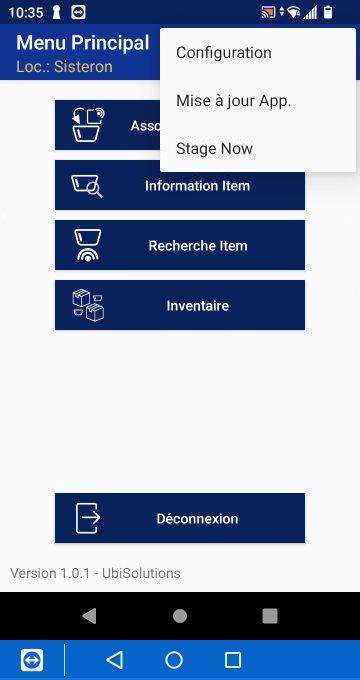 10:35
Menu Principal
Loc.: Sisteron
Configuration
Mise à jour App.
Stage Now
Asso
Information Item
Recherche Item
Inventaire
Déconnexion
Version 1.0.1 - UbiSolutions